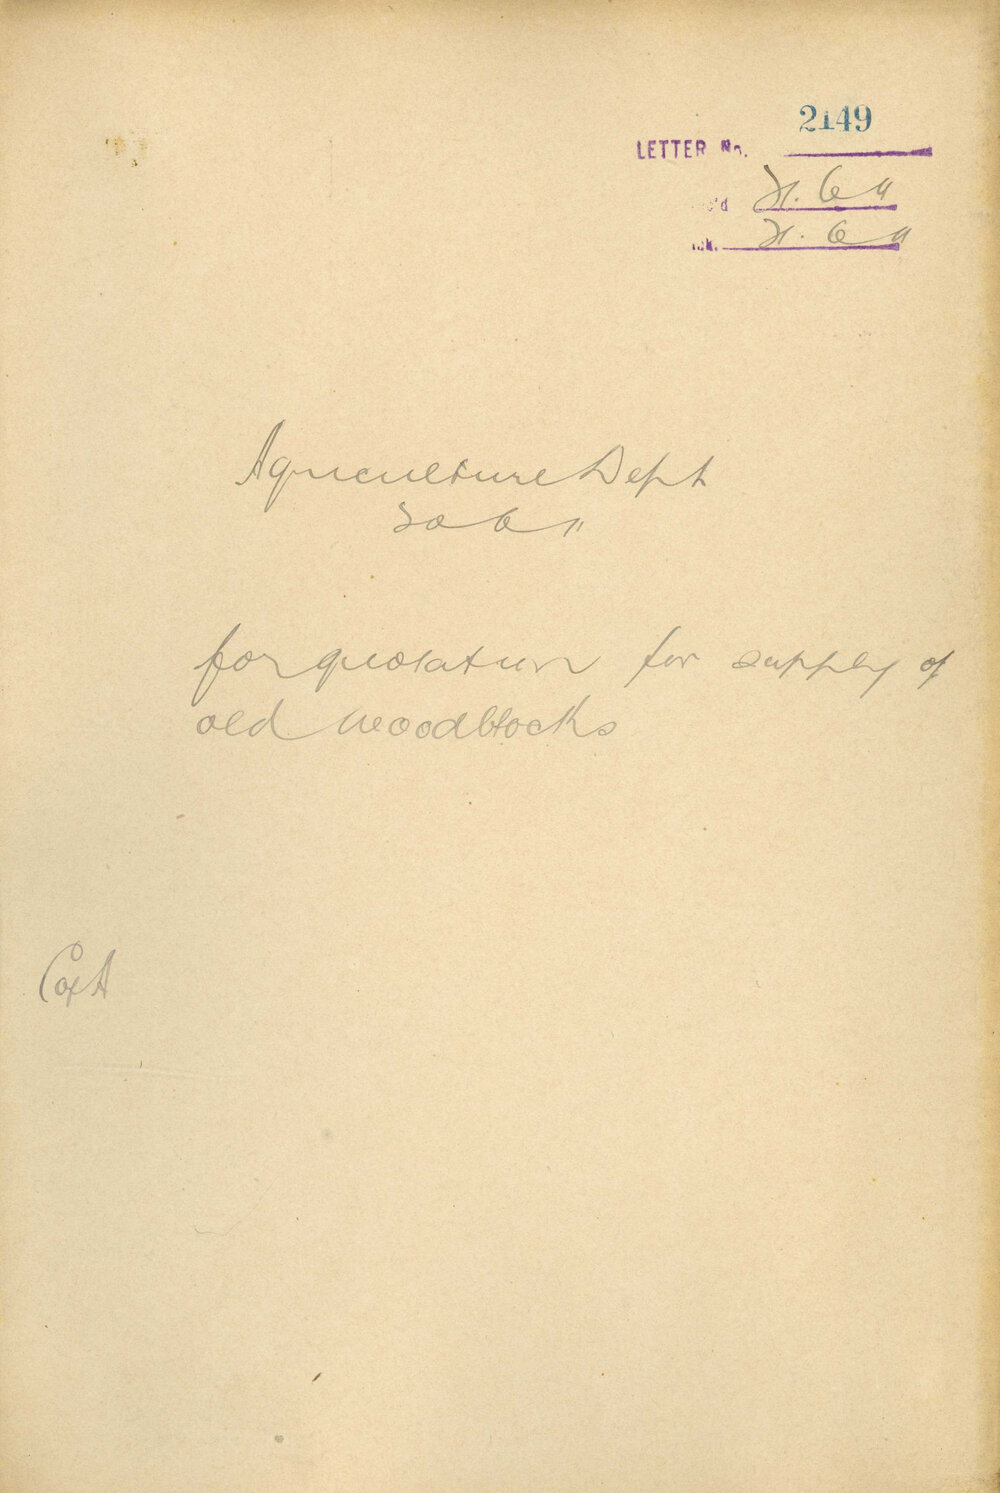 2149
LETTER No.
c'd 21. 6 11
Ack. 21. 6 11
Agriculture Dept
20 6 11
for quotation for supply of
old woodblocks